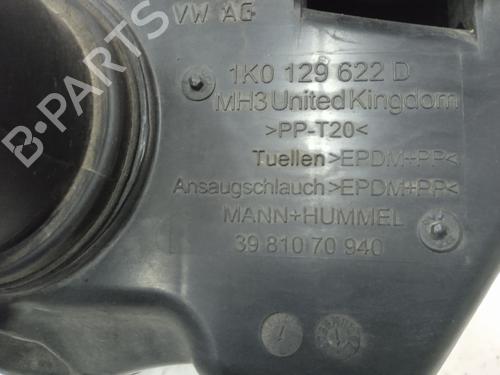 VW AG
1K0 129 622 D
MH3 United Kingdom
>PP-T20<
Tuellen >EPDM+PP<
Ansaugschlauch >EPDM+PP<
MANN+HUMMEL
39 810 70 940
B-PARTS